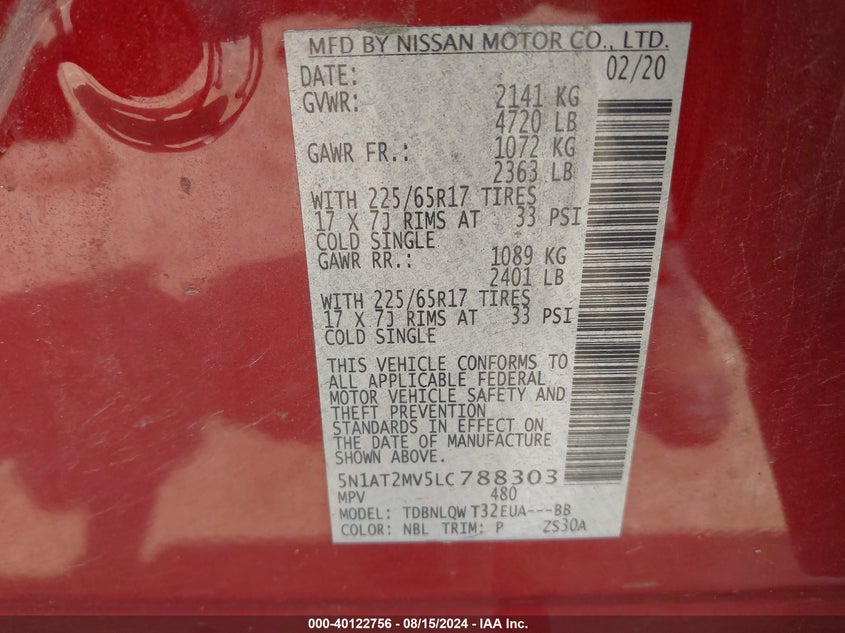 MFD BY NISSAN MOTOR CO., LTD.
DATE: 02/20
GVWR: 2141 KG
4720 LB
GAWR FR.: 1072 KG
2363 LB
WITH 225/65R17 TIRES
17 X 7J RIMS AT 33 PSI
COLD SINGLE
GAWR RR.: 1089 KG
2401 LB
WITH 225/65R17 TIRES
17 X 7J RIMS AT 33 PSI
COLD SINGLE
THIS VEHICLE CONFORMS TO
ALL APPLICABLE FEDERAL
MOTOR VEHICLE SAFETY AND
THEFT PREVENTION
STANDARDS IN EFFECT ON
THE DATE OF MANUFACTURE
SHOWN ABOVE.
5N1AT2MV5LC788303
MPV 480
MODEL: TDBNLQW T32EUA---BB
COLOR: NBL TRIM: P ZS30A
000-40122756 - 08/15/2024 - IAA Inc.